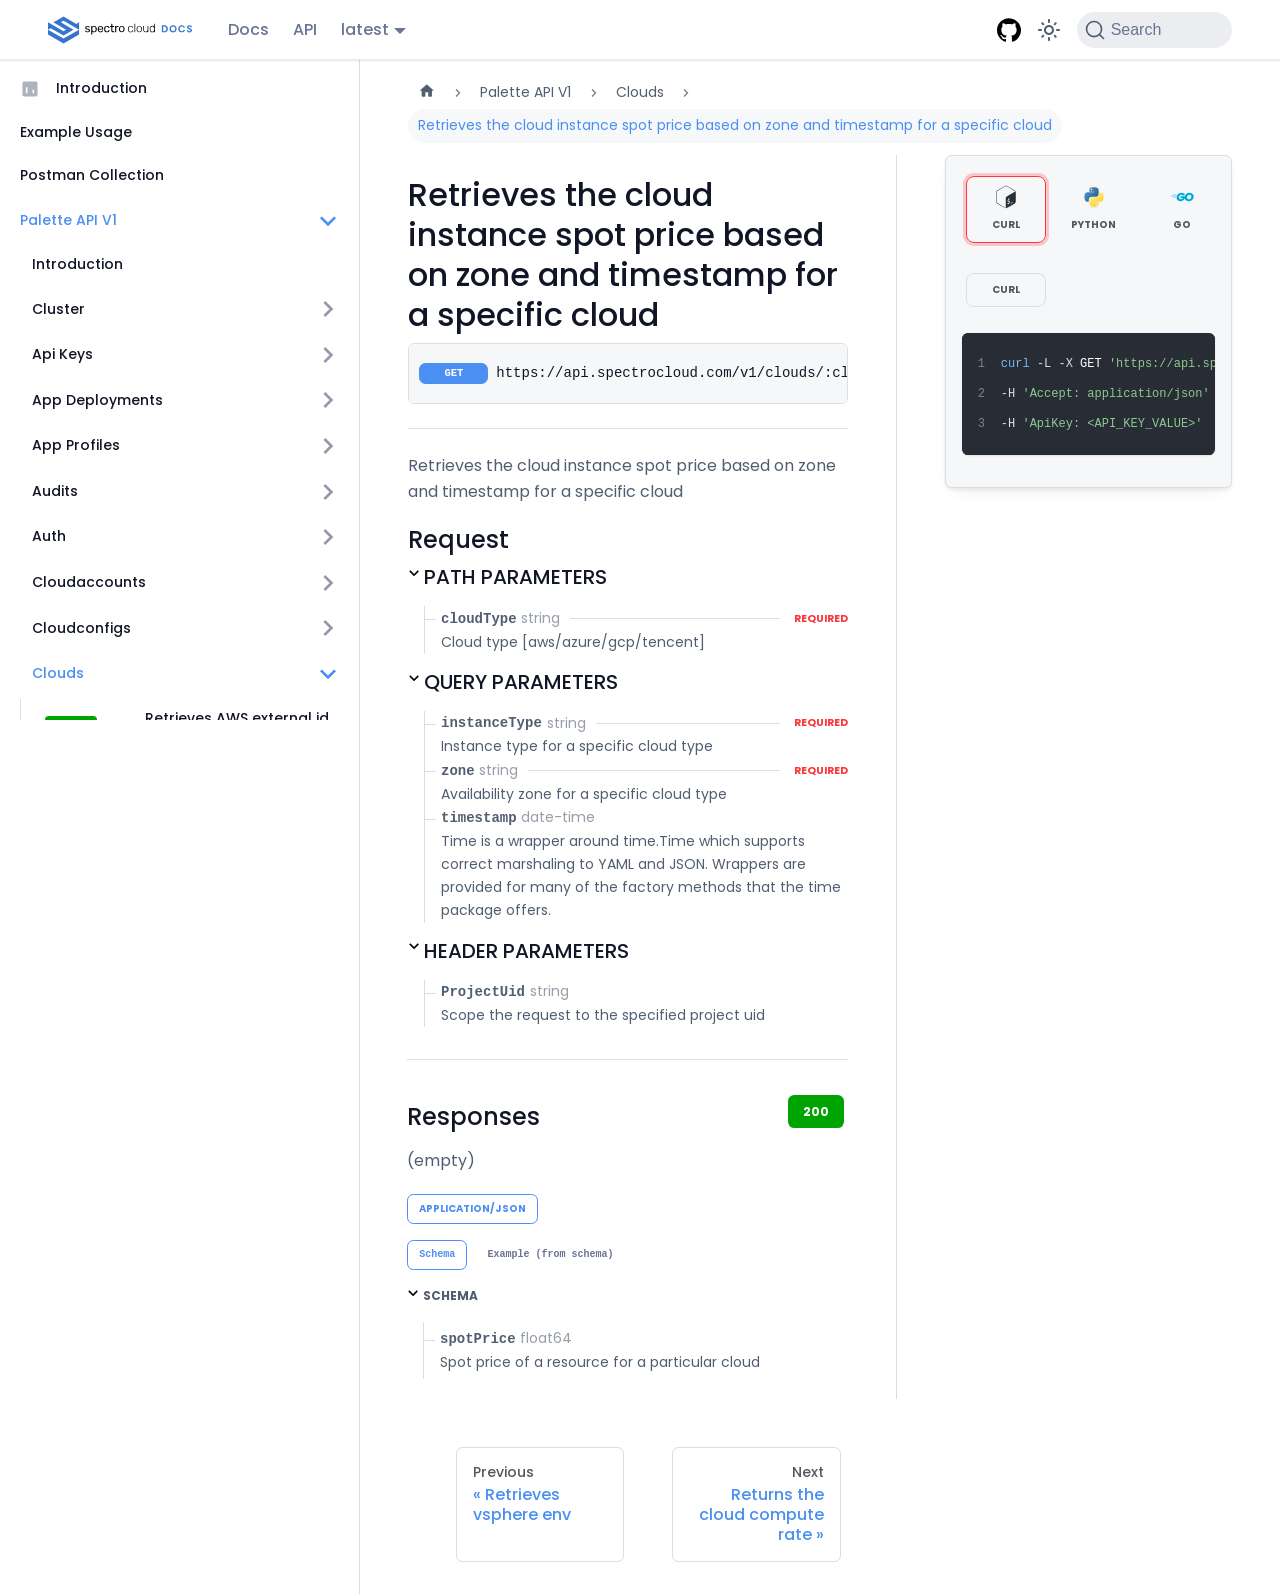 spectro cloud DOCS
Docs
API
latest
Search
Introduction
Example Usage
Postman Collection
Palette API V1
Introduction
Cluster
Api Keys
App Deployments
App Profiles
Audits
Auth
Cloudaccounts
Cloudconfigs
Clouds
Retrieves AWS external id
Palette API V1
Clouds
Retrieves the cloud instance spot price based on zone and timestamp for a specific cloud
Retrieves the cloud
instance spot price based
on zone and timestamp for
a specific cloud
GET https://api.spectrocloud.com/v1/clouds/:cl
Retrieves the cloud instance spot price based on zone
and timestamp for a specific cloud
Request
PATH PARAMETERS
cloudType string REQUIRED
Cloud type [aws/azure/gcp/tencent]
QUERY PARAMETERS
instanceType string REQUIRED
Instance type for a specific cloud type
zone string REQUIRED
Availability zone for a specific cloud type
timestamp date-time
Time is a wrapper around time.Time which supports
correct marshaling to YAML and JSON. Wrappers are
provided for many of the factory methods that the time
package offers.
HEADER PARAMETERS
ProjectUid string
Scope the request to the specified project uid
Responses
200
(empty)
APPLICATION/JSON
Schema Example (from schema)
SCHEMA
spotPrice float64
Spot price of a resource for a particular cloud
CURL PYTHON GO
CURL
1 curl -L -X GET 'https://api.sp
2 -H 'Accept: application/json'
3 -H 'ApiKey: <API_KEY_VALUE>'
Previous
« Retrieves
vsphere env
Next
Returns the
cloud compute
rate »